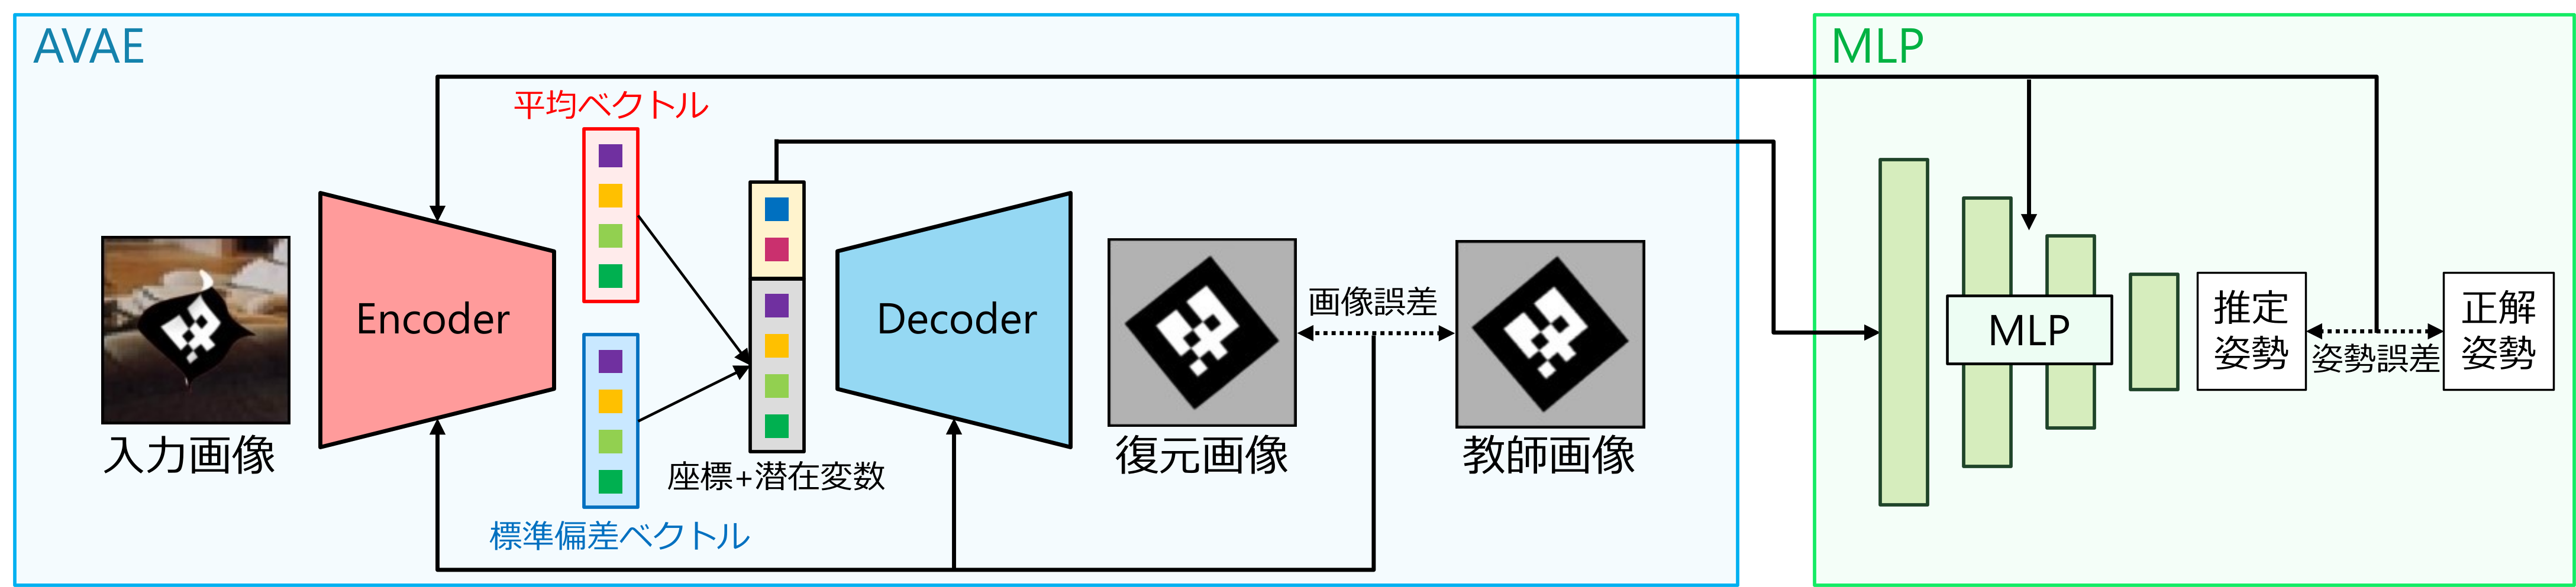 AVAE
MLP
平均ベクトル
Encoder
Decoder
画像誤差
MLP
推定
姿勢
姿勢誤差
正解
姿勢
入力画像
座標+潜在変数
復元画像
教師画像
標準偏差ベクトル